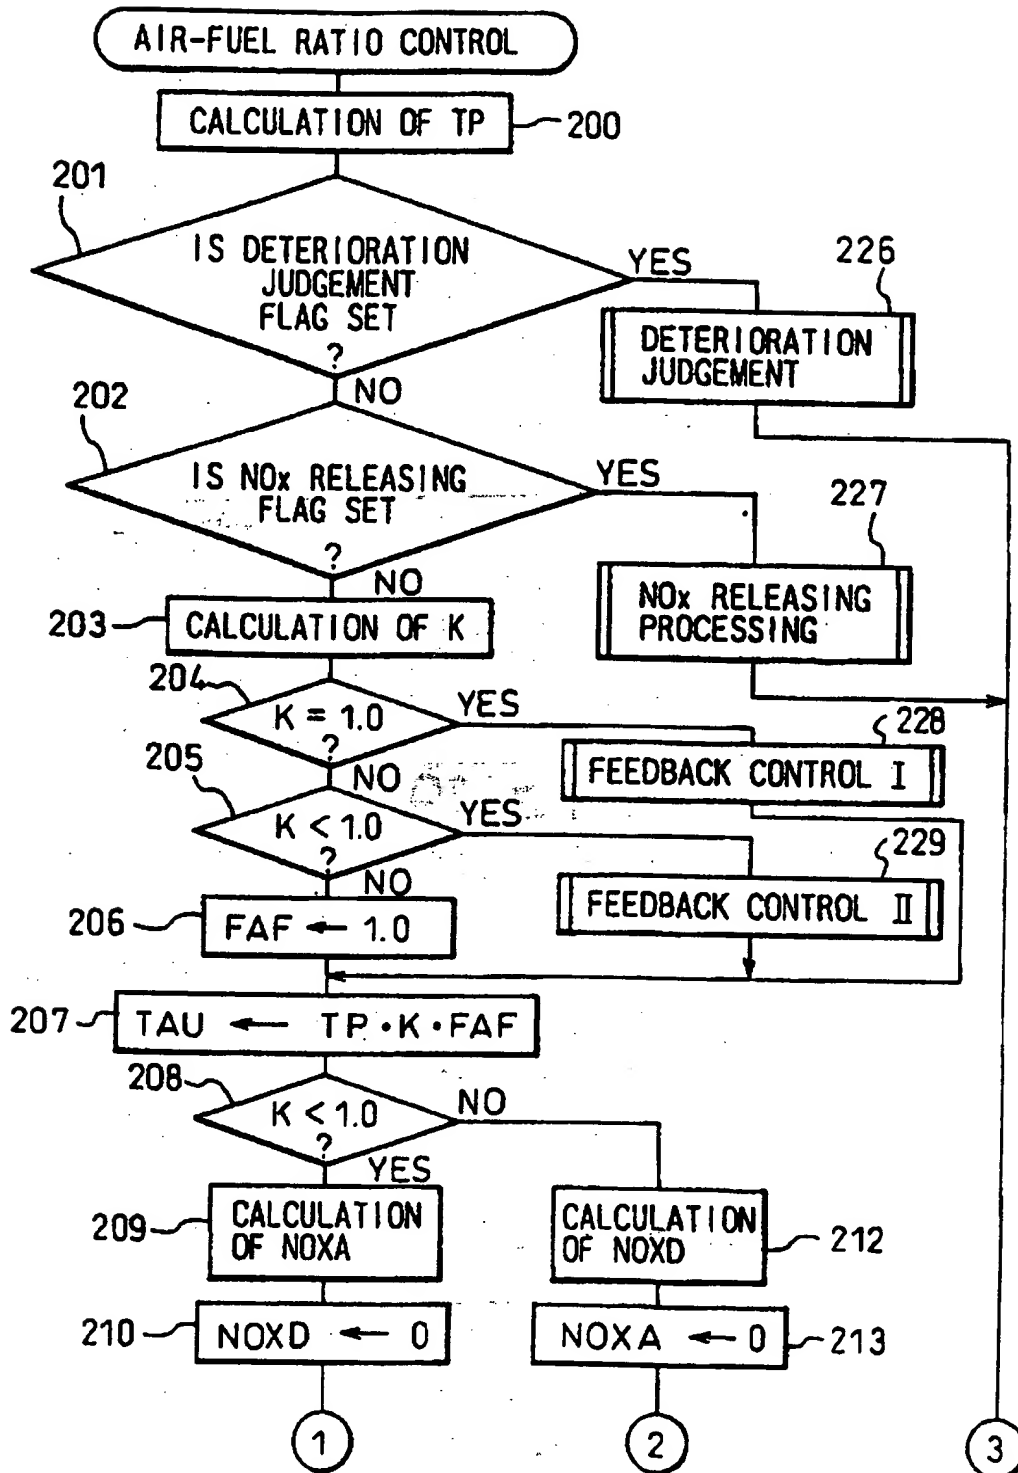 AIR-FUEL RATIO CONTROL
CALCULATION OF TP
200
201
IS DETERIORATION
JUDGEMENT
FLAG SET
?
YES
NO
226
DETERIORATION
JUDGEMENT
202
IS NOx RELEASING
FLAG SET
?
YES
NO
227
NOx RELEASING
PROCESSING
203
CALCULATION OF K
204
K = 1.0
?
YES
NO
228
FEEDBACK CONTROL I
205
K < 1.0
?
YES
NO
229
FEEDBACK CONTROL II
206
FAF ← 1.0
207
TAU ← TP・K・FAF
208
K < 1.0
?
NO
YES
209
CALCULATION
OF NOXA
CALCULATION
OF NOXD
212
210
NOXD ← 0
NOXA ← 0
213
1
2
3